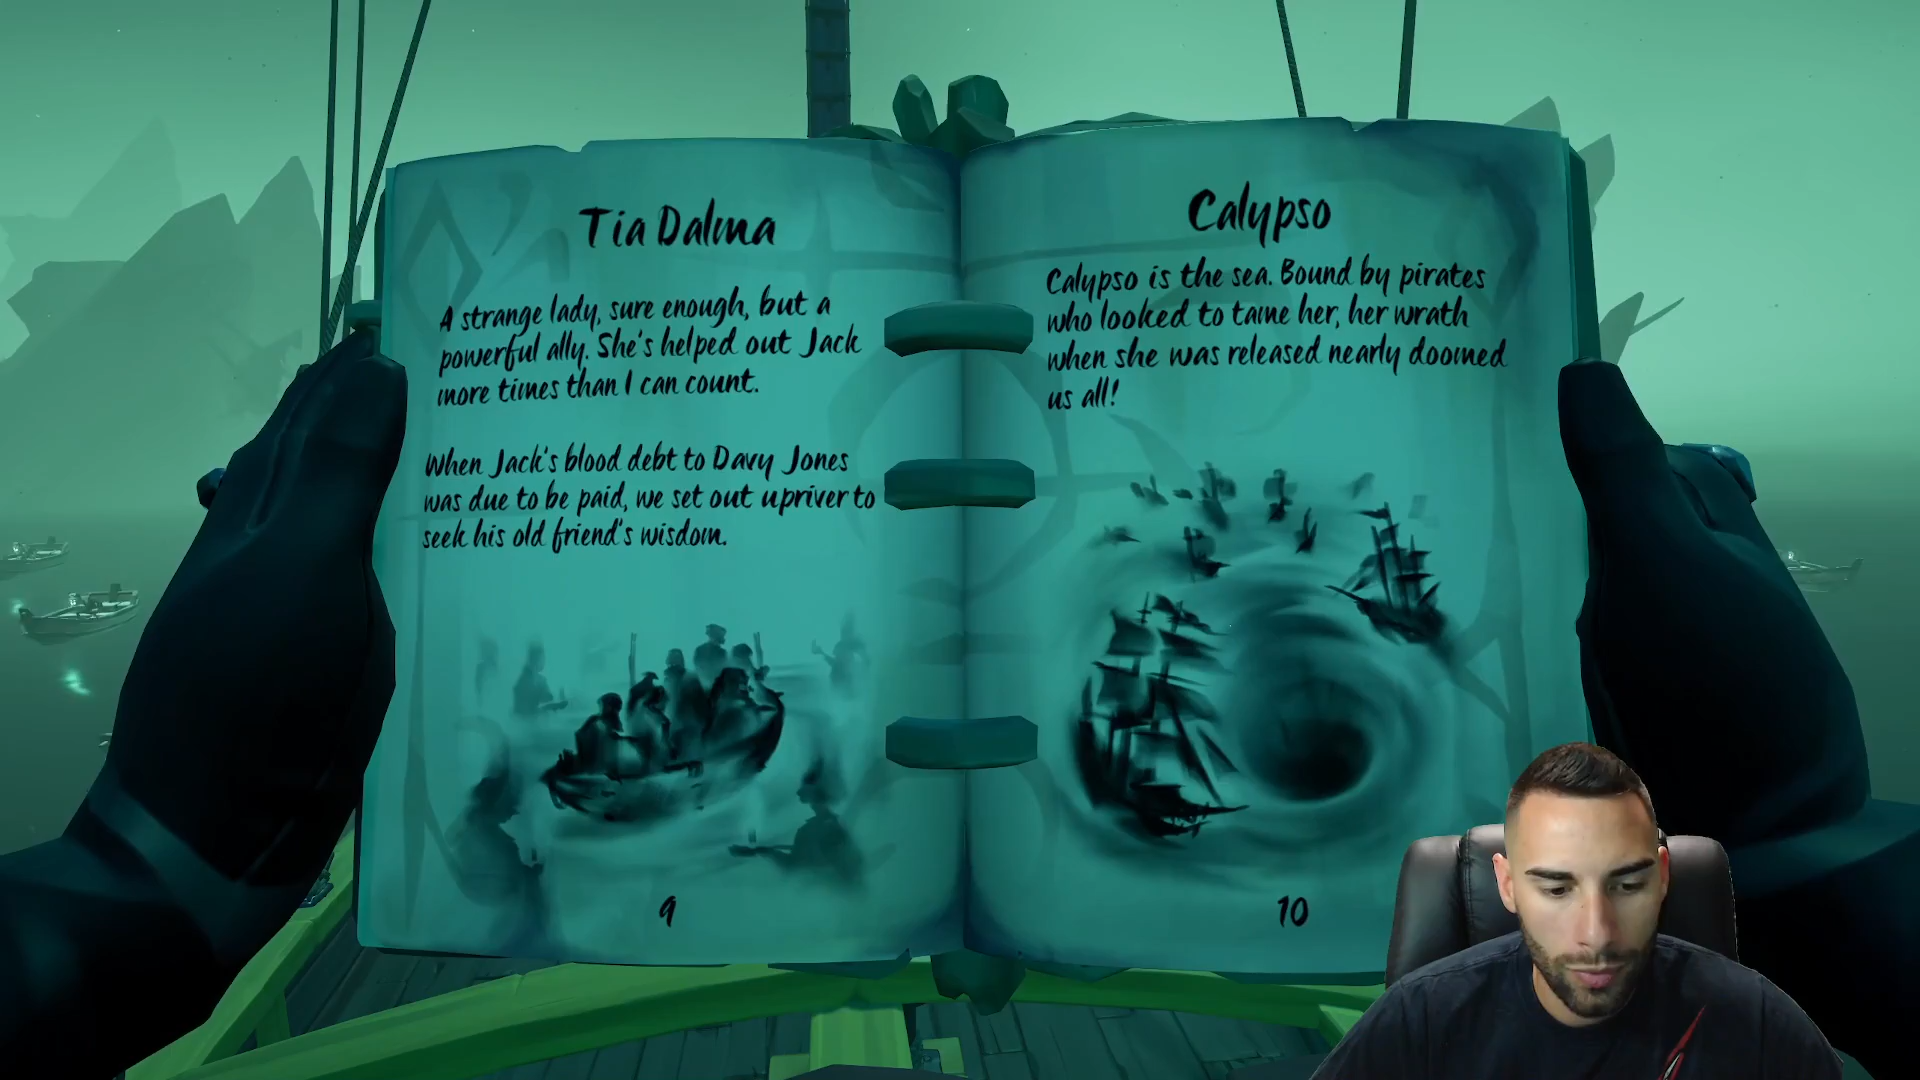 Tia Dalma
A strange lady, sure enough, but a
powerful ally. She's helped out Jack
more times than I can count.
When Jack's blood debt to Davy Jones
was due to be paid, we set out upriver to
seek his old friend's wisdom.
9
Calypso
Calypso is the sea. Bound by pirates
who looked to tame her, her wrath
when she was released nearly doomed
us all!
10